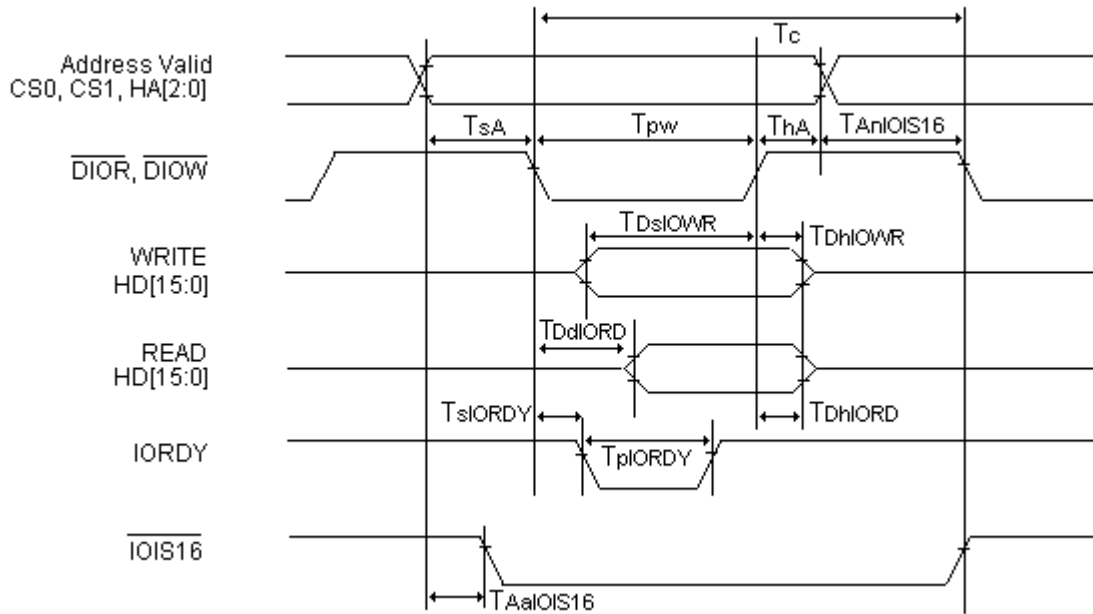 Tc
Address Valid
CS0, CS1, HA[2:0]
TsA
Tpw
ThA
TAnIOIS16
DIOR, DIOW
TDsIOWR
TDhIOWR
WRITE
HD[15:0]
TDdIORD
READ
HD[15:0]
TsIORDY
TDhIORD
IORDY
TpIORDY
IOIS16
TAaIOIS16